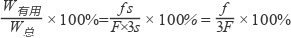 W有用/W总 × 100%=fs/F×3s × 100% = f/3F × 100%